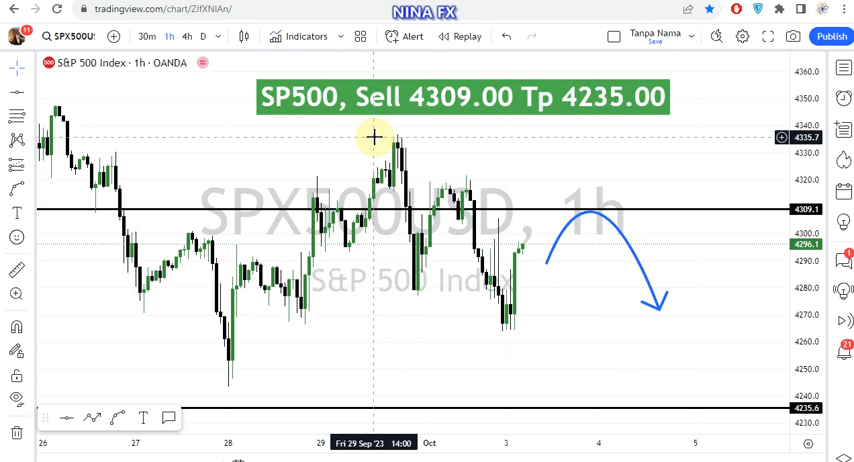 NINA FX
tradingview.com/chart/ZIfXNIAn/
11
SPX500U
30m 1h 4h D
Indicators
Alert
Replay
Tanpa Nama
Save
Publish
500 S&P 500 Index · 1h · OANDA
SP500, Sell 4309.00 Tp 4235.00
SPX500USD, 1h
S&P 500 Index
4360.0
4350.0
4340.0
4335.7
4330.0
4320.0
4309.1
4300.0
4296.1
4290.0
4280.0
4270.0
4260.0
4250.0
4240.0
4235.6
4230.0
26 27 28 29 Fri 29 Sep '23 14:00 Oct 3 4 5
1
21